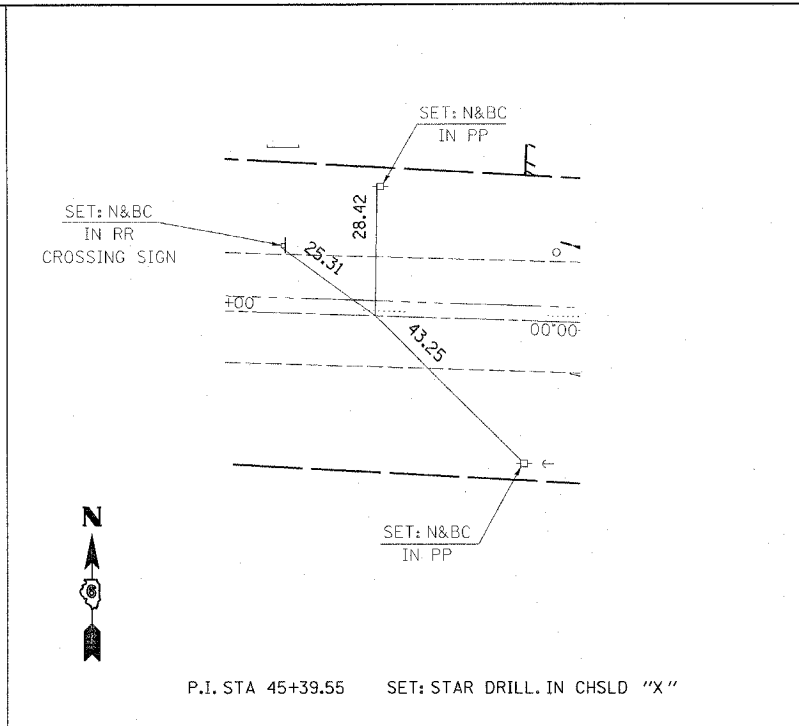 SET: N&BC
IN PP
SET: N&BC
IN RR
CROSSING SIGN
28.42
25.31
+00
00°00
43.25
SET: N&BC
IN PP
N
6
P.I. STA 45+39.55 SET: STAR DRILL. IN CHSLD "X"